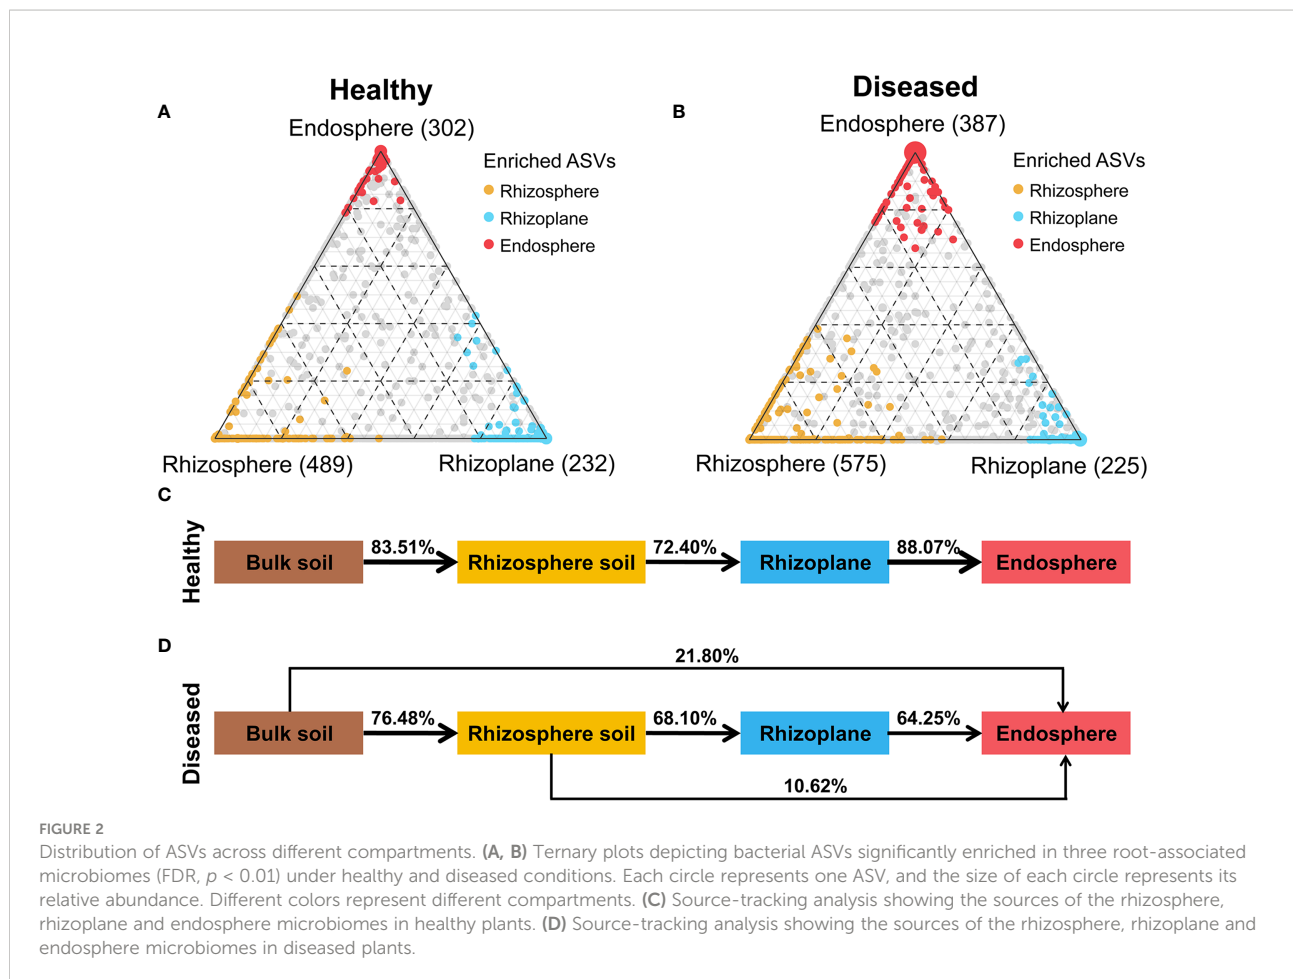 Healthy
Diseased
A
B
Endosphere (302)
Endosphere (387)
Enriched ASVs
Rhizosphere
Rhizoplane
Endosphere
Enriched ASVs
Rhizosphere
Rhizoplane
Endosphere
Rhizosphere (489)
Rhizoplane (232)
Rhizosphere (575)
Rhizoplane (225)
C
Healthy
Bulk soil
83.51%
Rhizosphere soil
72.40%
Rhizoplane
88.07%
Endosphere
D
Diseased
21.80%
Bulk soil
76.48%
Rhizosphere soil
68.10%
Rhizoplane
64.25%
Endosphere
10.62%
FIGURE 2
Distribution of ASVs across different compartments. (A, B) Ternary plots depicting bacterial ASVs significantly enriched in three root-associated
microbiomes (FDR, p < 0.01) under healthy and diseased conditions. Each circle represents one ASV, and the size of each circle represents its
relative abundance. Different colors represent different compartments. (C) Source-tracking analysis showing the sources of the rhizosphere,
rhizoplane and endosphere microbiomes in healthy plants. (D) Source-tracking analysis showing the sources of the rhizosphere, rhizoplane and
endosphere microbiomes in diseased plants.